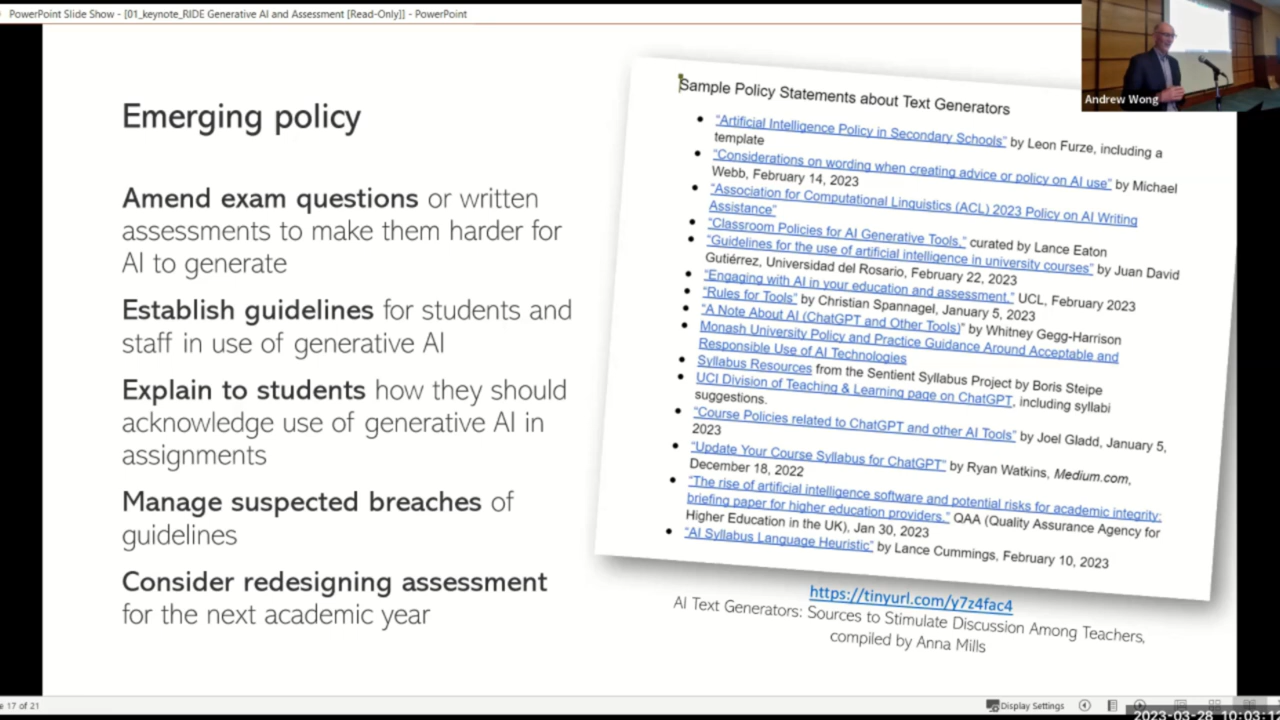 PowerPoint Slide Show - [01_keynote_RIDE Generative AI and Assessment [Read-Only]] - PowerPoint
Andrew Wong
Emerging policy
Amend exam questions or written
assessments to make them harder for
AI to generate
Establish guidelines for students and
staff in use of generative AI
Explain to students how they should
acknowledge use of generative AI in
assignments
Manage suspected breaches of
guidelines
Consider redesigning assessment
for the next academic year
Sample Policy Statements about Text Generators
• "Artificial Intelligence Policy in Secondary Schools" by Leon Furze, including a
template
• "Considerations on wording when creating advice or policy on AI use" by Michael
Webb, February 14, 2023
• "Association for Computational Linguistics (ACL) 2023 Policy on AI Writing
Assistance"
• "Classroom Policies for AI Generative Tools," curated by Lance Eaton
• "Guidelines for the use of artificial intelligence in university courses" by Juan David
Gutiérrez, Universidad del Rosario, February 22, 2023
• "Engaging with AI in your education and assessment," UCL, February 2023
• "Rules for Tools" by Christian Spannagel, January 5, 2023
• "A Note About AI (ChatGPT and Other Tools)" by Whitney Gegg-Harrison
• Monash University Policy and Practice Guidance Around Acceptable and
Responsible Use of AI Technologies
• Syllabus Resources from the Sentient Syllabus Project by Boris Steipe
• UCI Division of Teaching & Learning page on ChatGPT, including syllabi
suggestions.
• "Course Policies related to ChatGPT and other AI Tools" by Joel Gladd, January 5,
2023
• "Update Your Course Syllabus for ChatGPT" by Ryan Watkins, Medium.com,
December 18, 2022
• "The rise of artificial intelligence software and potential risks for academic integrity:
briefing paper for higher education providers," QAA (Quality Assurance Agency for
Higher Education in the UK). Jan 30, 2023
• "AI Syllabus Language Heuristic" by Lance Cummings, February 10, 2023
https://tinyurl.com/y7z4fac4
AI Text Generators: Sources to Stimulate Discussion Among Teachers,
compiled by Anna Mills
17 of 21
Display Settings
2023-03-28 10:03:12